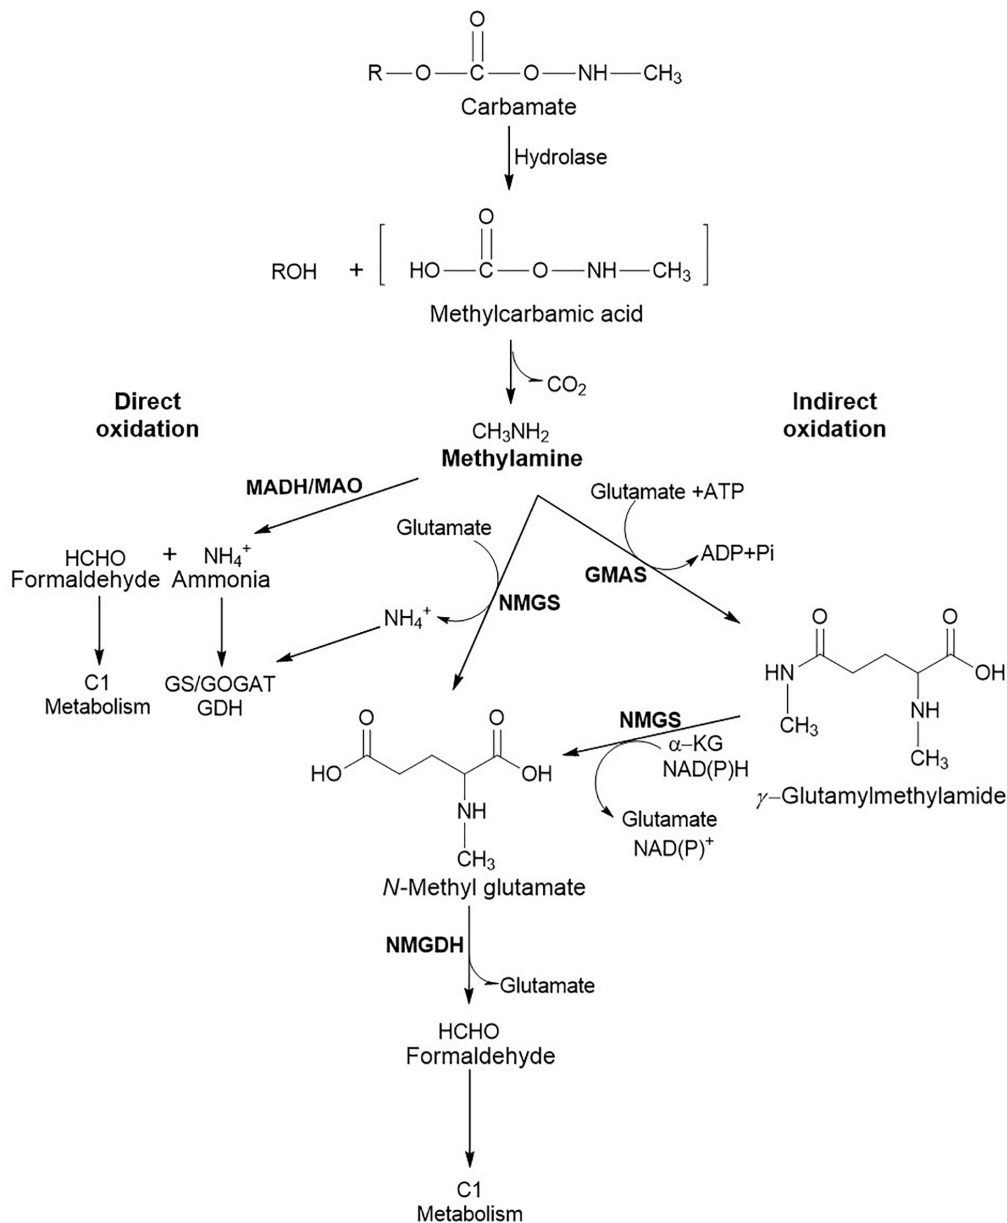 O
R—O—C—O—NH—CH3
Carbamate
Hydrolase
O
ROH + [ HO—C—O—NH—CH3 ]
Methylcarbamic acid
CO2
Direct
oxidation
Indirect
oxidation
CH3NH2
Methylamine
MADH/MAO
Glutamate +ATP
Glutamate
ADP+Pi
GMAS
HCHO + NH4+
Formaldehyde Ammonia
NMGS
NH4+
C1
Metabolism
GS/GOGAT
GDH
O O
HN OH
CH3 NH
CH3
γ–Glutamylmethylamide
NMGS
α–KG
NAD(P)H
Glutamate
NAD(P)+
O O
HO OH
NH
CH3
N-Methyl glutamate
NMGDH
Glutamate
HCHO
Formaldehyde
C1
Metabolism